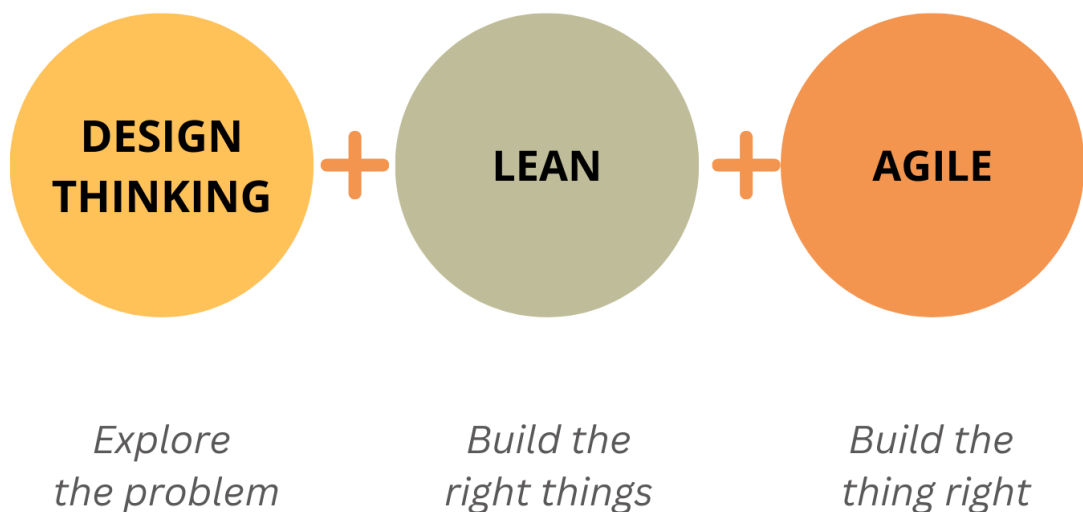 DESIGN
THINKING
LEAN
AGILE
Explore
the problem
Build the
right things
Build the
thing right